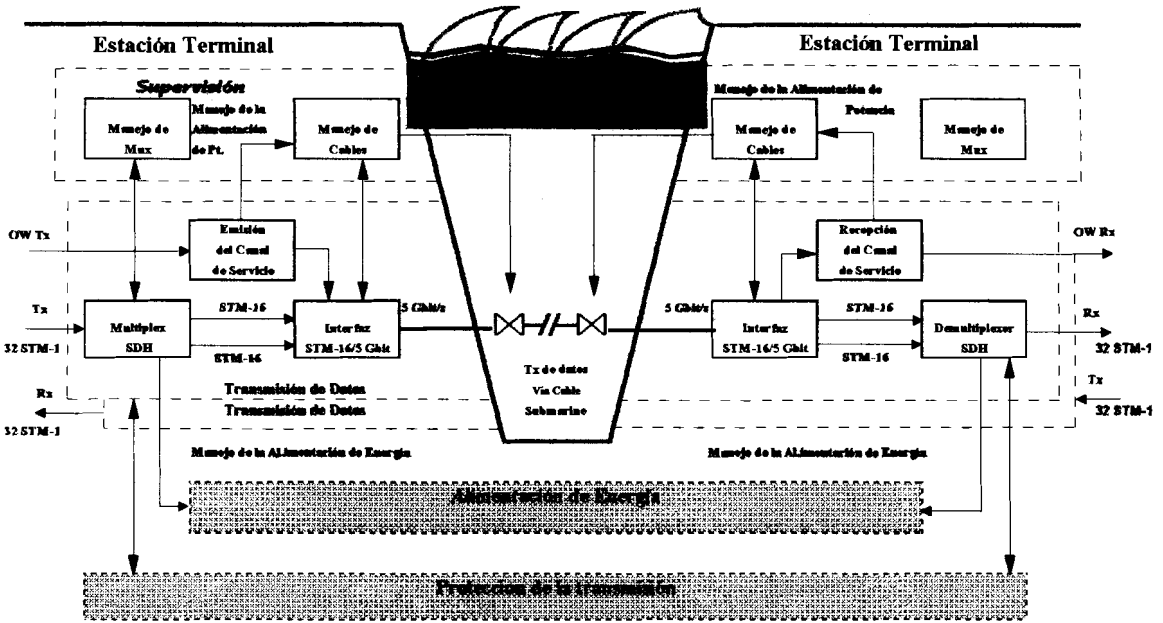 Estación Terminal
Estación Terminal
Supervisión
Manejo de la
Alimentación
de Pt.
Manejo de
Mux
Manejo de
Cables
Manejo de la Alimentación de
Potencia
Manejo de
Cables
Manejo de
Mux
OW Tx
Emisión
del Canal
de Servicio
Recepción
del Canal
de Servicio
OW Rx
Tx
32 STM-1
Multiplex
SDH
STM-16
STM-16
Interfaz
STM-16/5 Gbit
5 Gbit/s
5 Gbit/s
Interfaz
STM-16/5 Gbit
STM-16
STM-16
Demultiplexer
SDH
Rx
32 STM-1
Tx de datos
Via Cable
Submarino
Transmisión de Datos
Transmisión de Datos
Rx
32 STM-1
Tx
32 STM-1
Manejo de la ALimentarión de Energía
Manejo de la ALimentarión de Energía
Alimentación de Energía
Proteccion de la transmisión